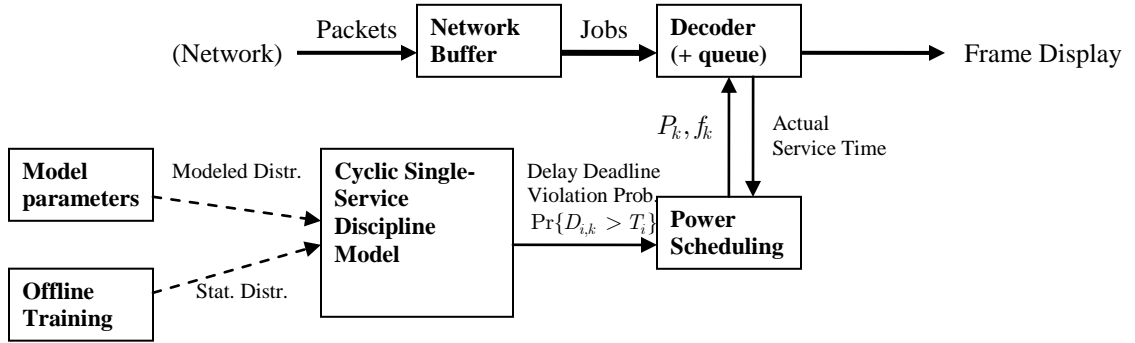 Packets
Jobs
(Network)
Network
Buffer
Decoder
(+ queue)
Frame Display
P_k, f_k
Actual
Service Time
Model
parameters
Modeled Distr.
Cyclic Single-
Service
Discipline
Model
Delay Deadline
Violation Prob.
Pr{D_{i,k} > T_i}
Power
Scheduling
Offline
Training
Stat. Distr.